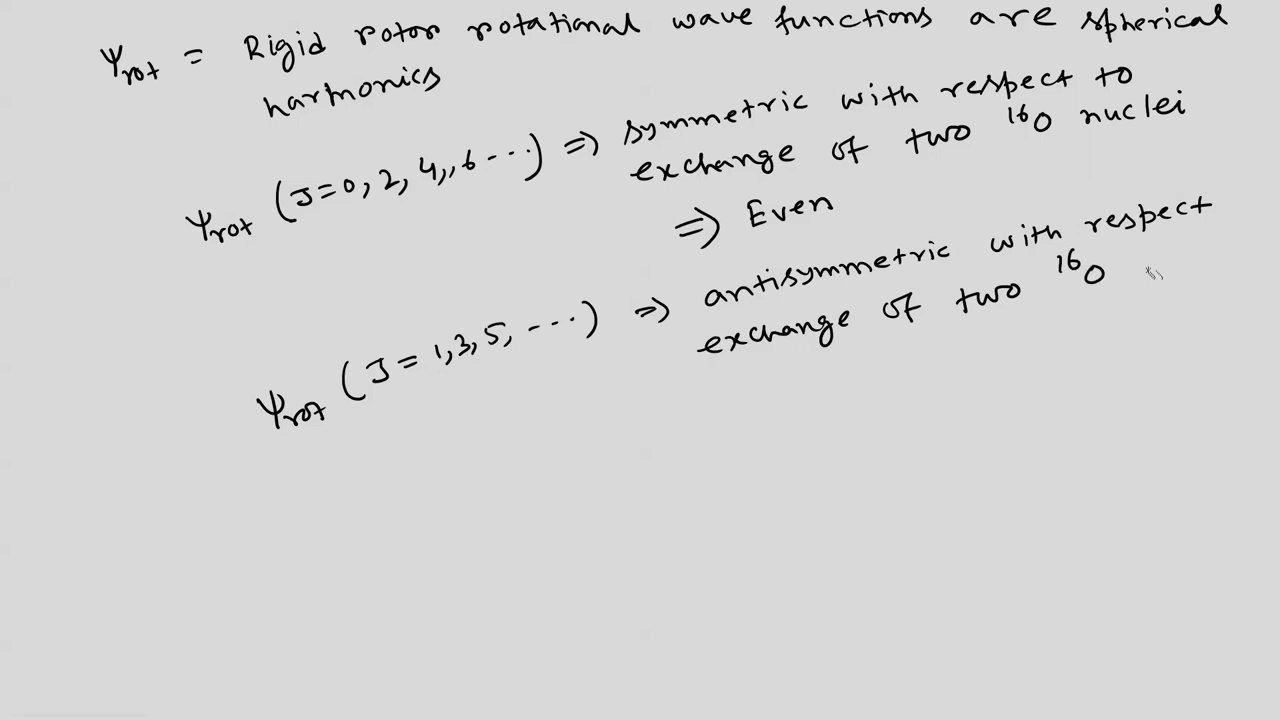 Ψrot = Rigid rotor rotational wave functions are spherical
harmonics
Ψrot (J=0, 2, 4,, 6 ...) => symmetric with respect to
exchange of two ¹⁶O nuclei
=> Even
Ψrot (J = 1,3,5, ....) => antisymmetric with respect
exchange of two ¹⁶O